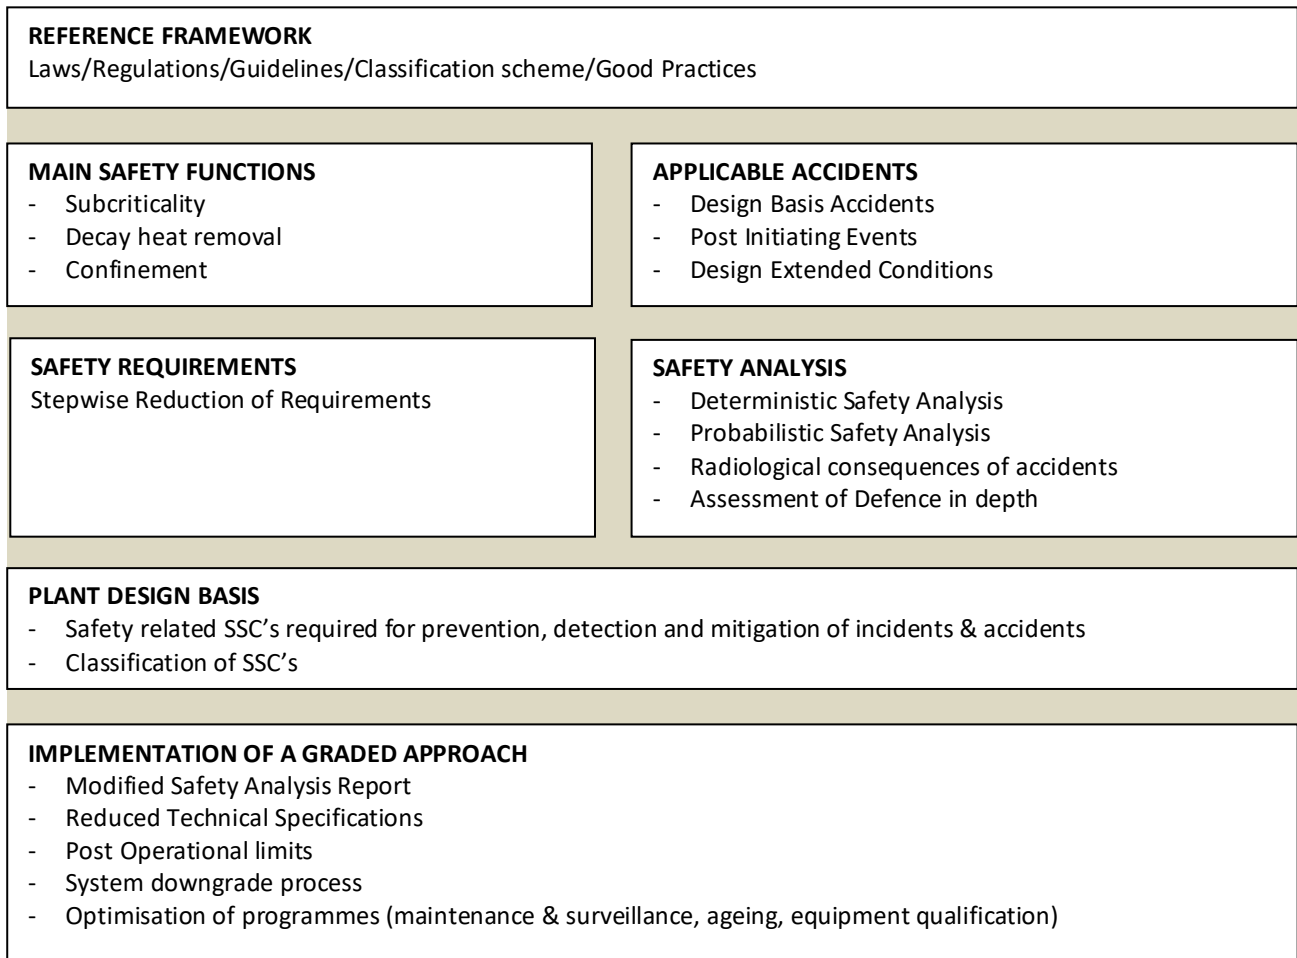 REFERENCE FRAMEWORK
Laws/Regulations/Guidelines/Classification scheme/Good Practices
MAIN SAFETY FUNCTIONS
- Subcriticality
- Decay heat removal
- Confinement
APPLICABLE ACCIDENTS
- Design Basis Accidents
- Post Initiating Events
- Design Extended Conditions
SAFETY REQUIREMENTS
Stepwise Reduction of Requirements
SAFETY ANALYSIS
- Deterministic Safety Analysis
- Probabilistic Safety Analysis
- Radiological consequences of accidents
- Assessment of Defence in depth
PLANT DESIGN BASIS
- Safety related SSC’s required for prevention, detection and mitigation of incidents & accidents
- Classification of SSC’s
IMPLEMENTATION OF A GRADED APPROACH
- Modified Safety Analysis Report
- Reduced Technical Specifications
- Post Operational limits
- System downgrade process
- Optimisation of programmes (maintenance & surveillance, ageing, equipment qualification)